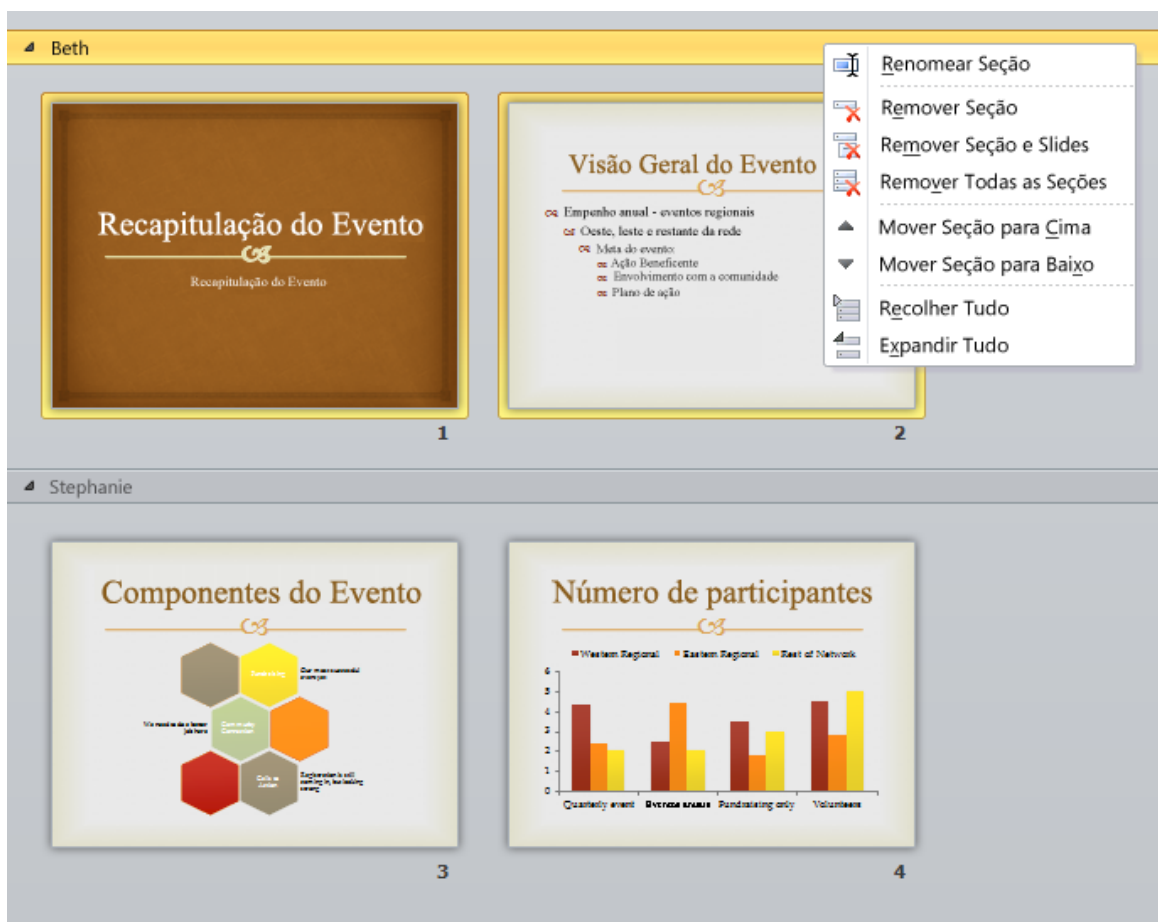 Beth
Renomear Seção
Remover Seção
Remover Seção e Slides
Remover Todas as Seções
Mover Seção para Cima
Mover Seção para Baixo
Recolher Tudo
Expandir Tudo
Recapitulação do Evento
Recapitulação do Evento
1
Visão Geral do Evento
Empenho anual - eventos regionais
Oeste, leste e restante da rede
Meta do evento:
Ação Beneficente
Envolvimento com a comunidade
Plano de ação
2
Stephanie
Componentes do Evento
3
Número de participantes
Western Regional Eastern Regional Rest of Network
6
5
4
3
2
1
0
Quarterly event
Fundraising only Volunteers
4